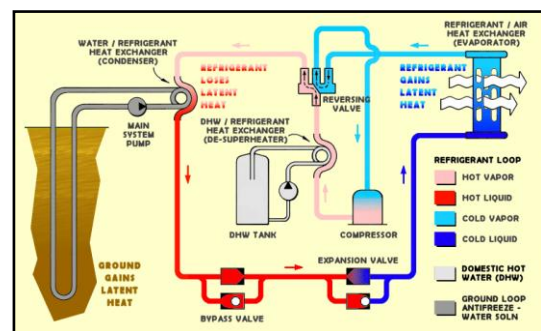 WATER / REFRIGERANT
HEAT EXCHANGER
(CONDENSER)
REFRIGERANT
LOSES
LATENT
HEAT
REFRIGERANT / AIR
HEAT EXCHANGER
(EVAPORATOR)
REFRIGERANT
GAINS
LATENT
HEAT
REVERSING
VALVE
MAIN
SYSTEM
PUMP
DHW / REFRIGERANT
HEAT EXCHANGER
(DE-SUPERHEATER)
DHW TANK
COMPRESSOR
REFRIGERANT
LOOP
HOT VAPOR
HOT LIQUID
COLD VAPOR
COLD LIQUID
DOMESTIC HOT
WATER (DHW)
GROUND LOOP
ANTIFREEZE -
WATER SOLN
GROUND
GAINS
LATENT
HEAT
EXPANSION VALVE
BYPASS VALVE